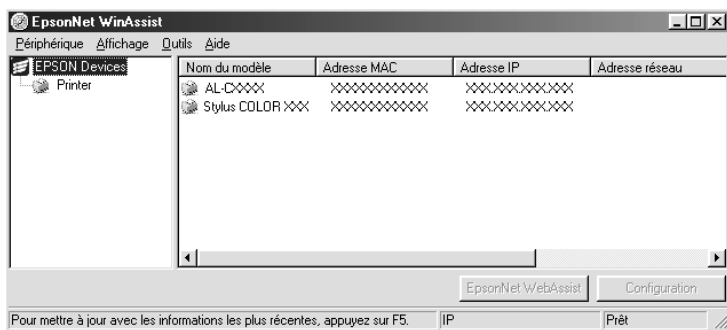 EpsonNet WinAssist
Périphérique Affichage Outils Aide
EPSON Devices
Printer
Nom du modèle Adresse MAC Adresse IP Adresse réseau
AL-CXXXX XXXXXXXXXXXX XXX.XXX.XXX.XXX
Stylus COLOR XXX XXXXXXXXXXXX XXX.XXX.XXX.XXX
EpsonNet WebAssist Configuration
Pour mettre à jour avec les informations les plus récentes, appuyez sur F5. IP Prêt